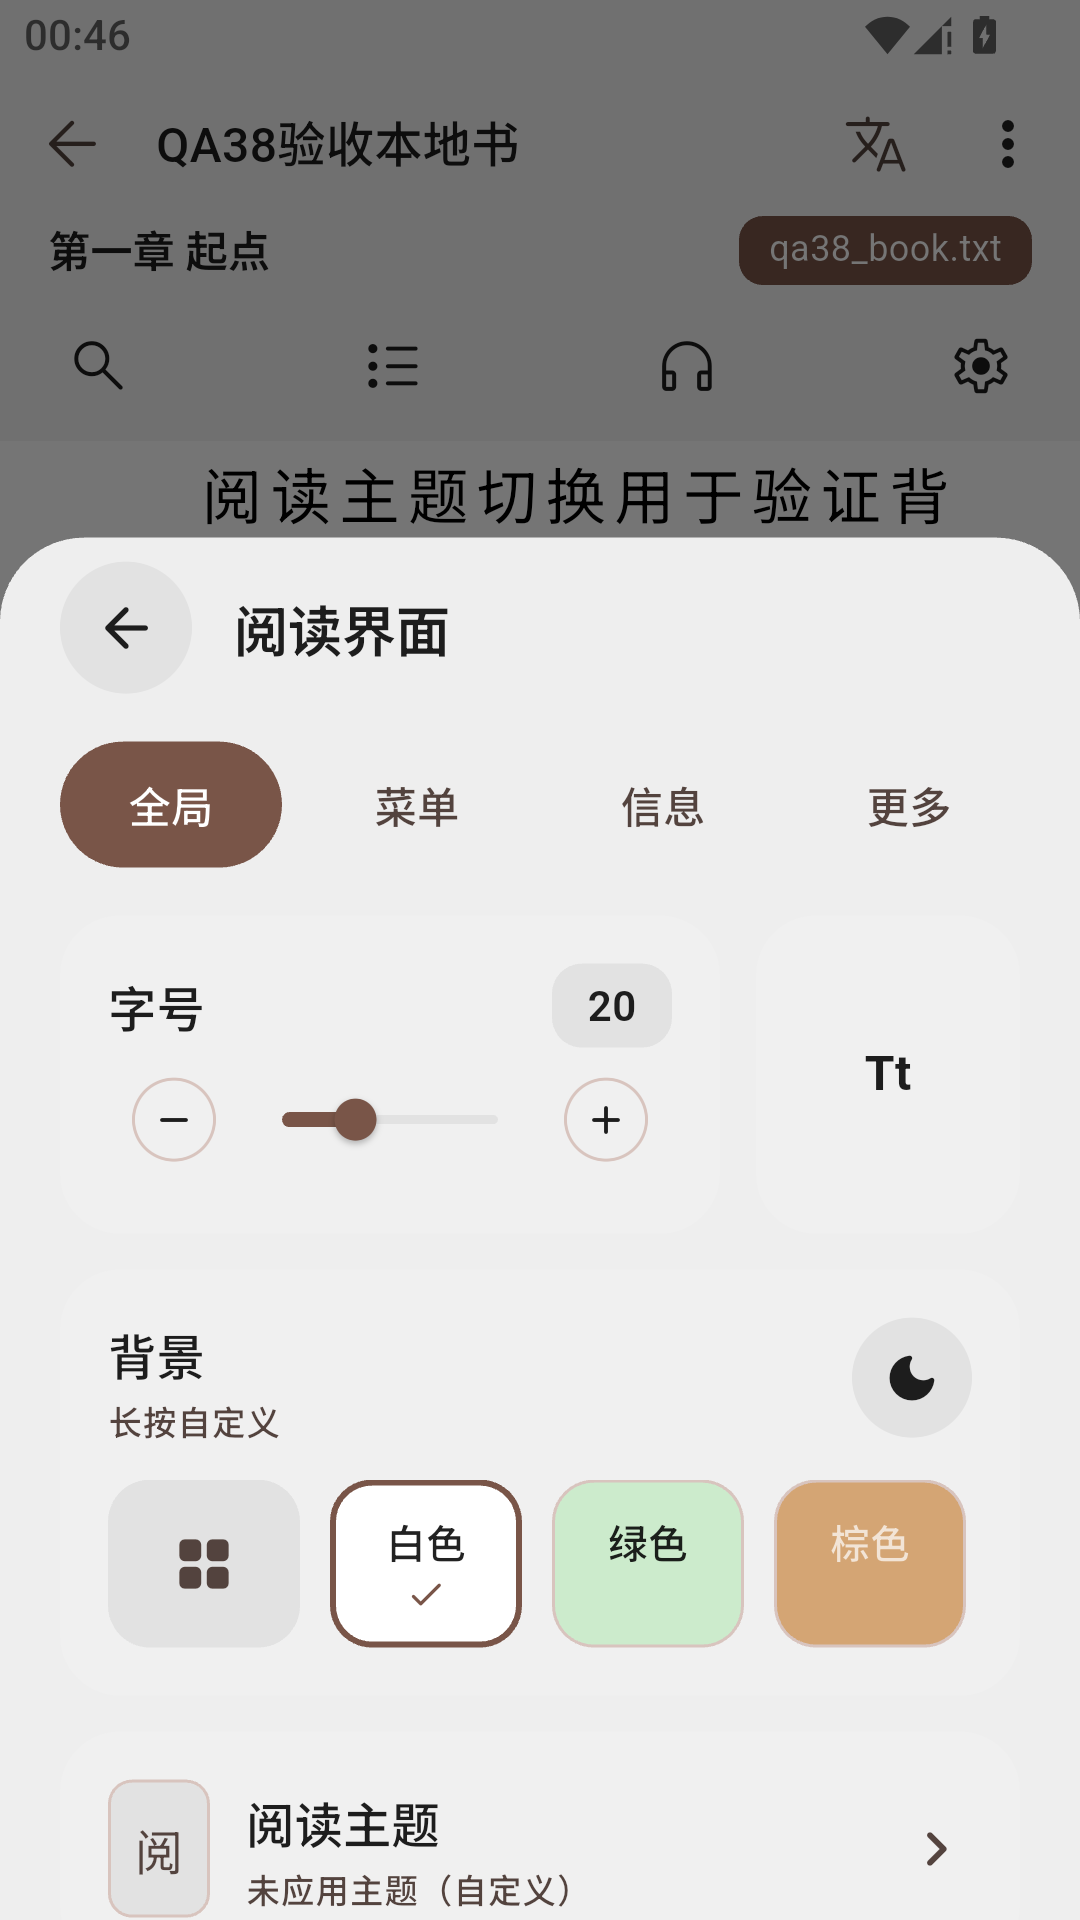 00:46
QA38验收本地书
第一章 起点
qa38_book.txt
阅读主题切换用于验证背
阅读界面
全局
菜单
信息
更多
字号
20
Tt
背景
长按自定义
白色
绿色
棕色
阅
阅读主题
未应用主题（自定义）